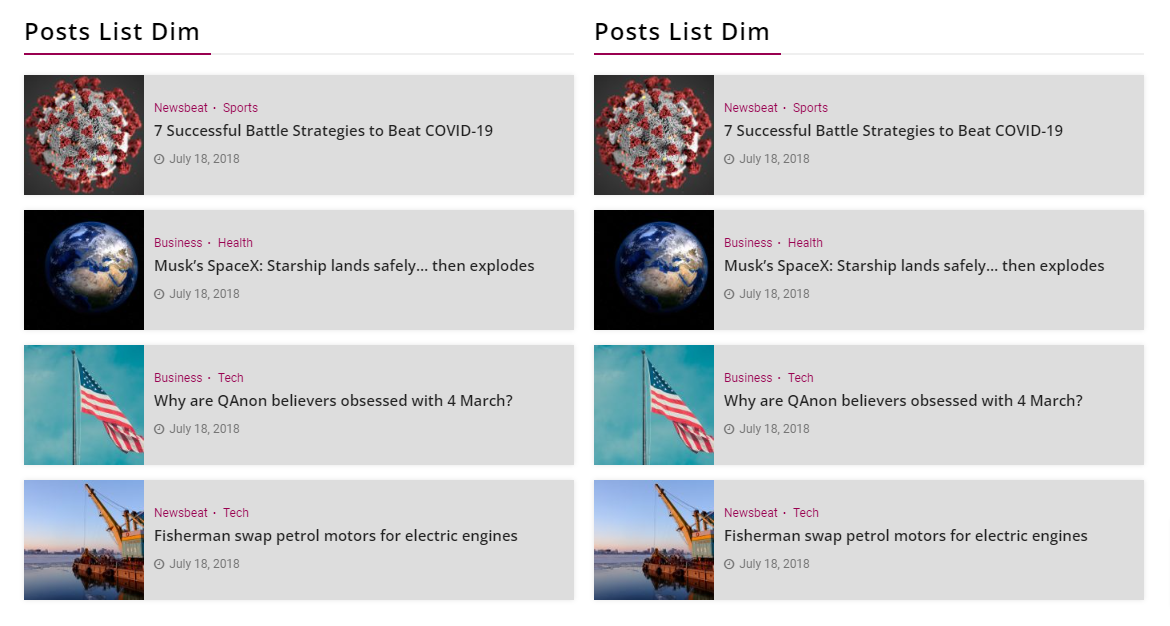 Posts List Dim
Newsbeat · Sports
7 Successful Battle Strategies to Beat COVID-19
July 18, 2018
Business · Health
Musk’s SpaceX: Starship lands safely… then explodes
July 18, 2018
Business · Tech
Why are QAnon believers obsessed with 4 March?
July 18, 2018
Newsbeat · Tech
Fisherman swap petrol motors for electric engines
July 18, 2018
Posts List Dim
Newsbeat · Sports
7 Successful Battle Strategies to Beat COVID-19
July 18, 2018
Business · Health
Musk’s SpaceX: Starship lands safely… then explodes
July 18, 2018
Business · Tech
Why are QAnon believers obsessed with 4 March?
July 18, 2018
Newsbeat · Tech
Fisherman swap petrol motors for electric engines
July 18, 2018